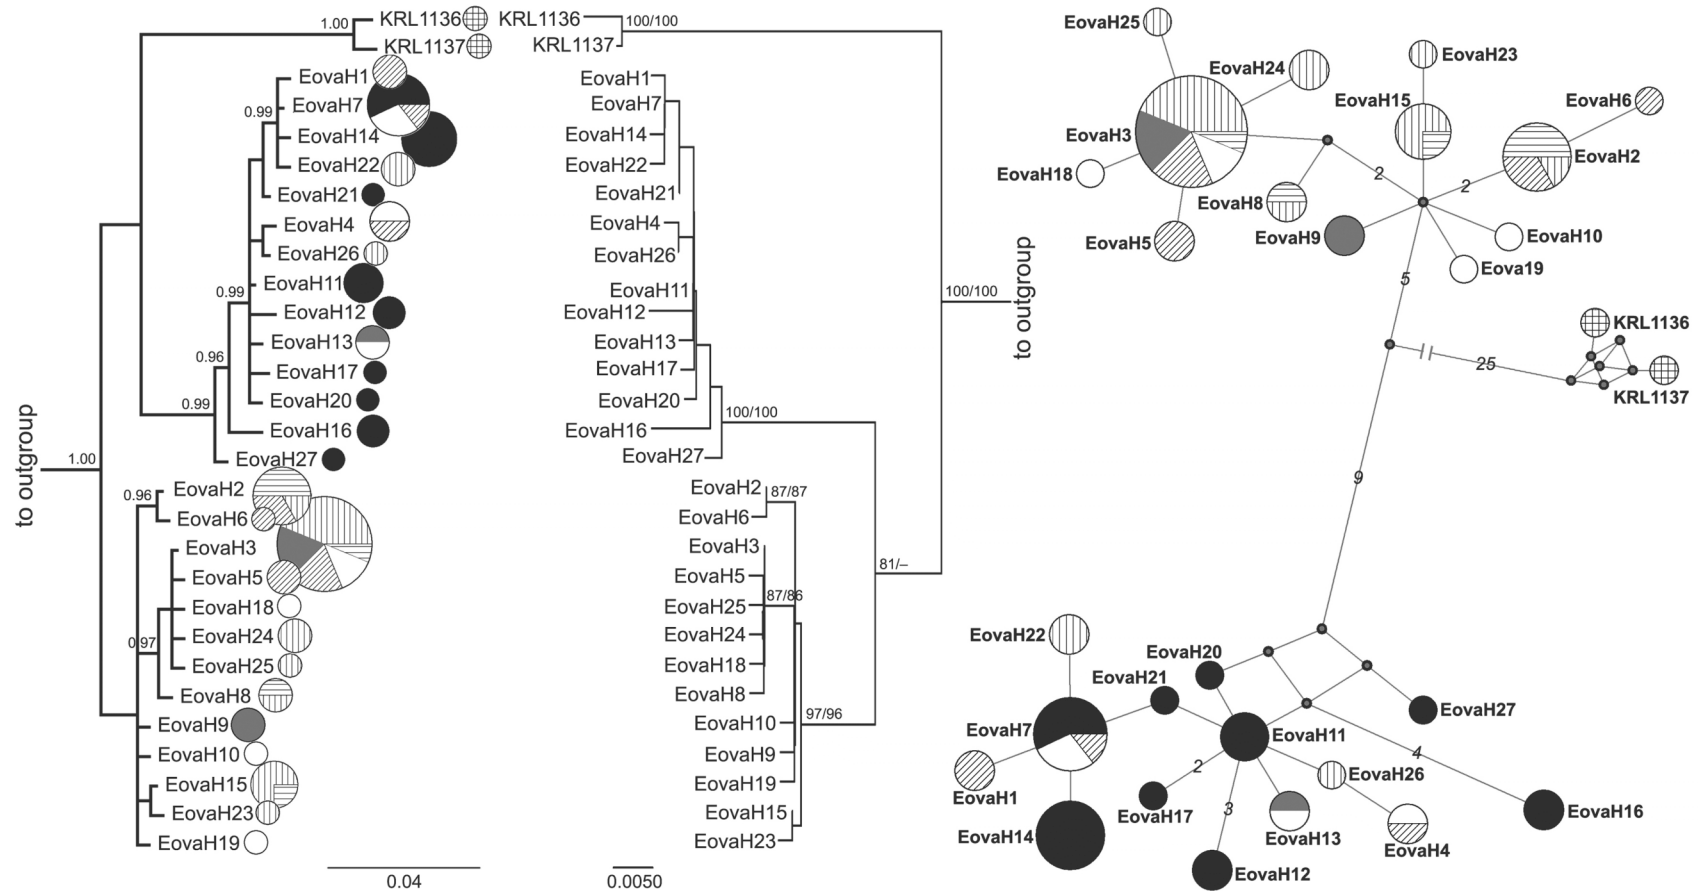 to outgroup
1.00
1.00
KRL1136
KRL1137
EovaH1
EovaH7
0.99
EovaH14
EovaH22
EovaH21
EovaH4
EovaH26
EovaH11
0.99
EovaH12
EovaH13
0.96
EovaH17
EovaH20
0.99
EovaH16
EovaH27
EovaH2
0.96
EovaH6
EovaH3
EovaH5
EovaH18
EovaH24
0.97
EovaH25
EovaH8
EovaH9
EovaH10
EovaH15
EovaH23
EovaH19
0.04
KRL1136
100/100
KRL1137
EovaH1
EovaH7
EovaH14
EovaH22
EovaH21
EovaH4
EovaH26
EovaH11
EovaH12
EovaH13
EovaH17
EovaH20
100/100
EovaH16
EovaH27
EovaH2
87/87
EovaH6
EovaH3
EovaH5
87/86
EovaH25
EovaH24
EovaH18
EovaH8
97/96
EovaH10
EovaH9
EovaH19
EovaH15
EovaH23
81/–
100/100
to outgroup
0.0050
EovaH25
EovaH24
EovaH23
EovaH15
EovaH6
EovaH3
EovaH2
EovaH18
2
2
EovaH8
EovaH5
EovaH9
EovaH10
Eova19
5
KRL1136
25
KRL1137
9
EovaH22
EovaH20
EovaH21
EovaH27
EovaH7
EovaH11
4
2
EovaH26
EovaH1
EovaH17
3
EovaH16
EovaH14
EovaH13
EovaH4
EovaH12